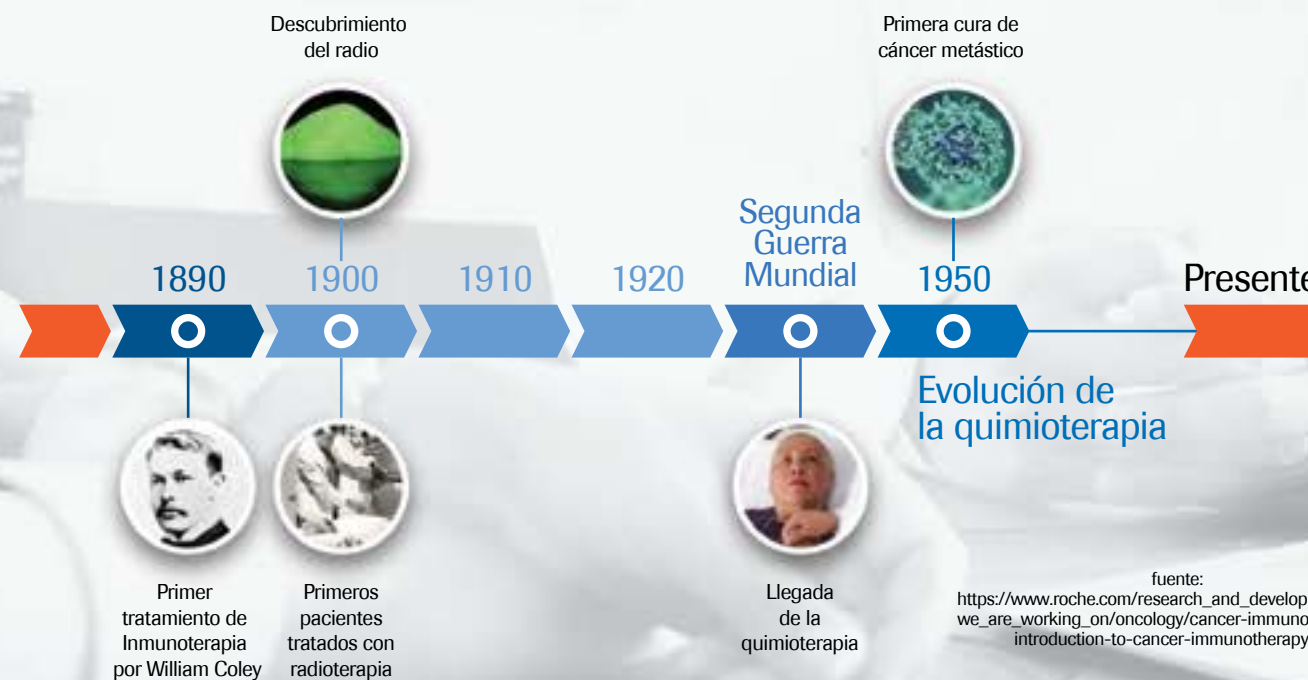 Descubrimiento
del radio
Primera cura de
cáncer metástico
1890
1900
1910
1920
Segunda
Guerra
Mundial
1950
Presente
Evolución de
la quimioterapia
Primer
tratamiento de
Inmunoterapia
por William Coley
Primeros
pacientes
tratados con
radioterapia
Llegada
de la
quimioterapia
fuente:
https://www.roche.com/research_and_develop
we_are_working_on/oncology/cancer-immuno
introduction-to-cancer-immunotherapy